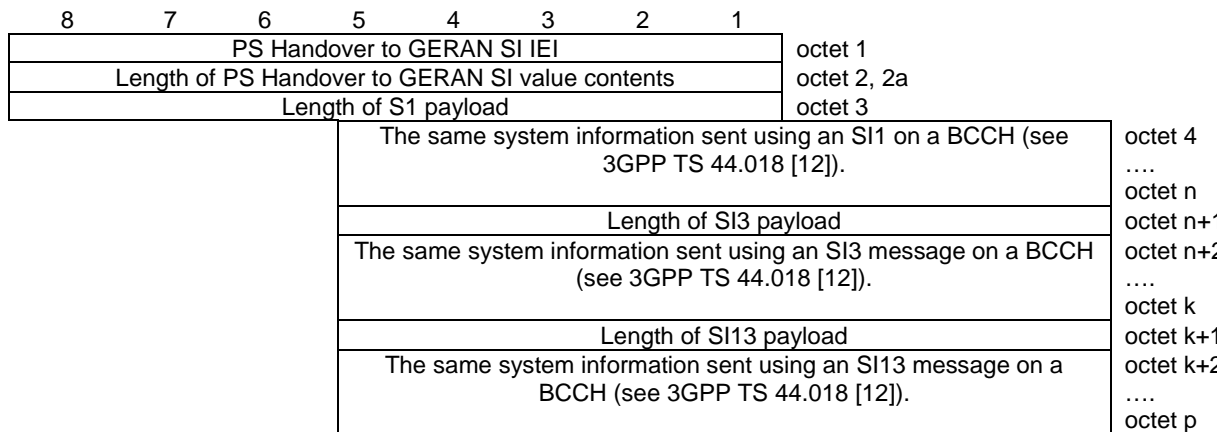 8 7 6 5 4 3 2 1
PS Handover to GERAN SI IEI octet 1
Length of PS Handover to GERAN SI value contents octet 2, 2a
Length of S1 payload octet 3
The same system information sent using an SI1 on a BCCH (see octet 4
3GPP TS 44.018 [12]). ….
octet n
Length of SI3 payload octet n+1
The same system information sent using an SI3 message on a BCCH octet n+2
(see 3GPP TS 44.018 [12]). ….
octet k
Length of SI13 payload octet k+1
The same system information sent using an SI13 message on a octet k+2
BCCH (see 3GPP TS 44.018 [12]). ….
octet p